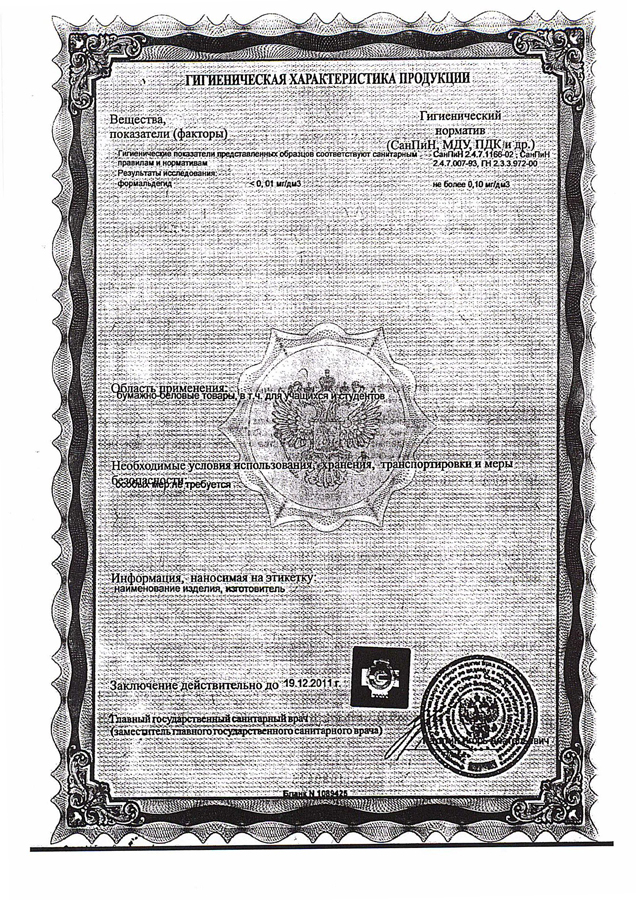 ГИГИЕНИЧЕСКАЯ ХАРАКТЕРИСТИКА ПРОДУКЦИИ
Вещества,
показатели (факторы)
Гигиенический
норматив
(СанПиН, МДУ, ПДК и др.)
Гигиенические показатели представленных образцов соответствуют санитарным
правилам и нормативам
СанПиН 2.4.7.1166-02 ; СанПиН
2.4.7.007-93, ГН 2.3.3.972-00
Результаты исследования:
формальдегид < 0, 01 мг/дм3 не более 0,10 мг/дм3
Область применения:
бумажно-беловые товары, в т.ч. для учащихся и студентов
Необходимые условия использования, хранения, транспортировки и меры
безопасности:
особых мер не требуется
Информация, наносимая на этикетку:
наименование изделия, изготовитель
Заключение действительно до 19.12.2011 г.
Главный государственный санитарный врач
(заместитель главного государственного санитарного врача)
Бланк N 1089425